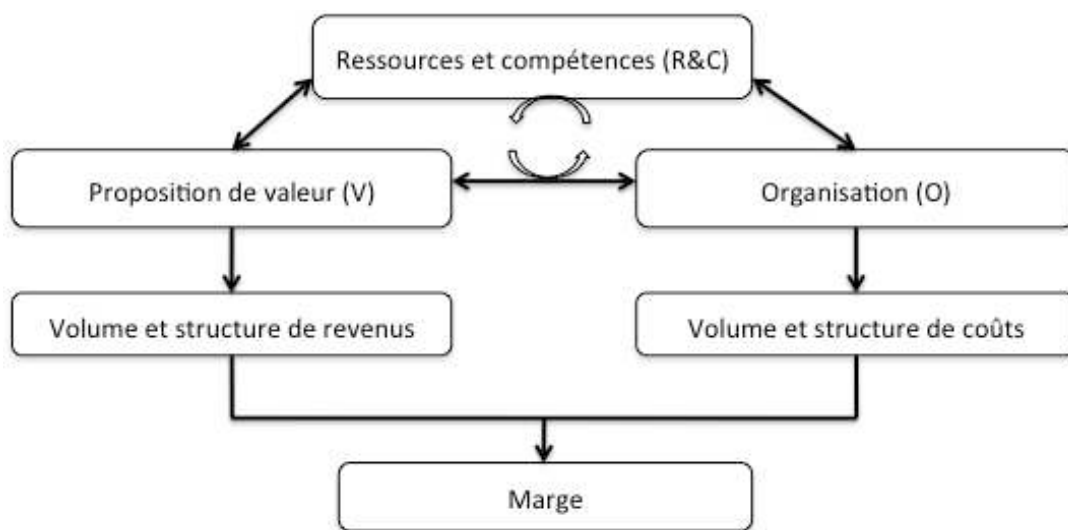 Ressources et compétences (R&C)
Proposition de valeur (V)
Organisation (O)
Volume et structure de revenus
Volume et structure de coûts
Marge